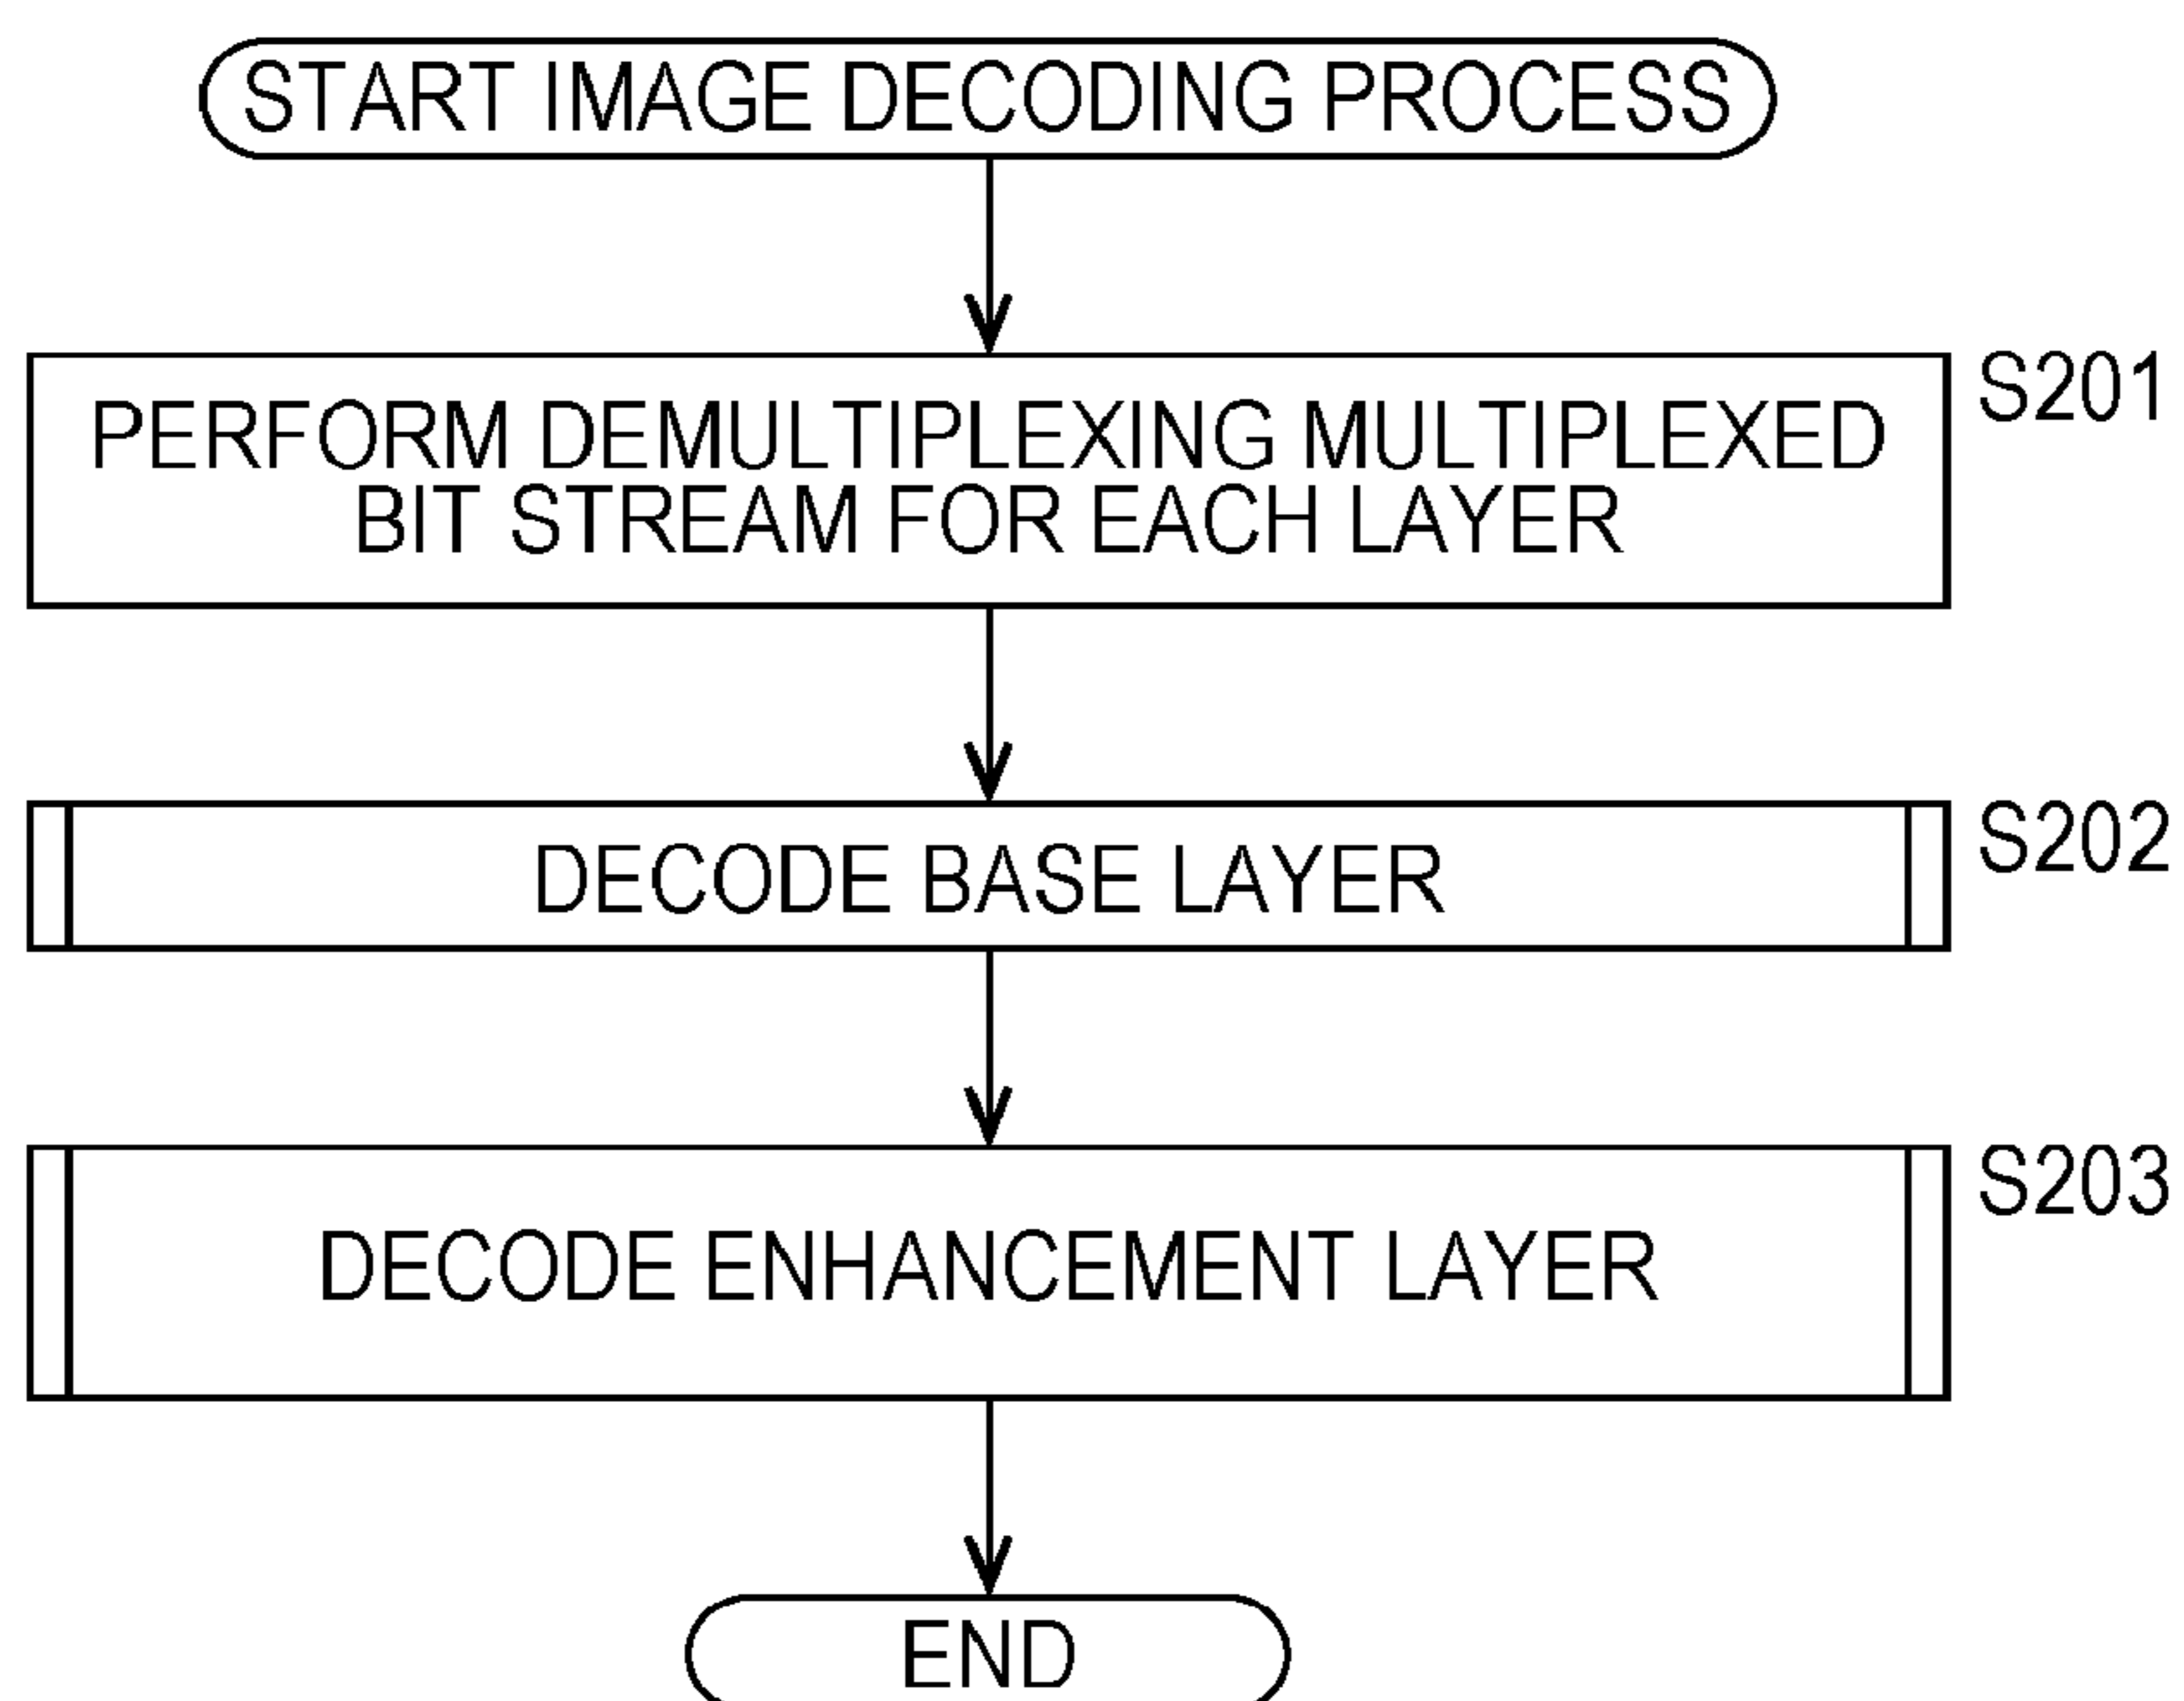 START IMAGE DECODING PROCESS
PERFORM DEMULTIPLEXING MULTIPLEXED
BIT STREAM FOR EACH LAYER
S201
DECODE BASE LAYER
S202
DECODE ENHANCEMENT LAYER
S203
END